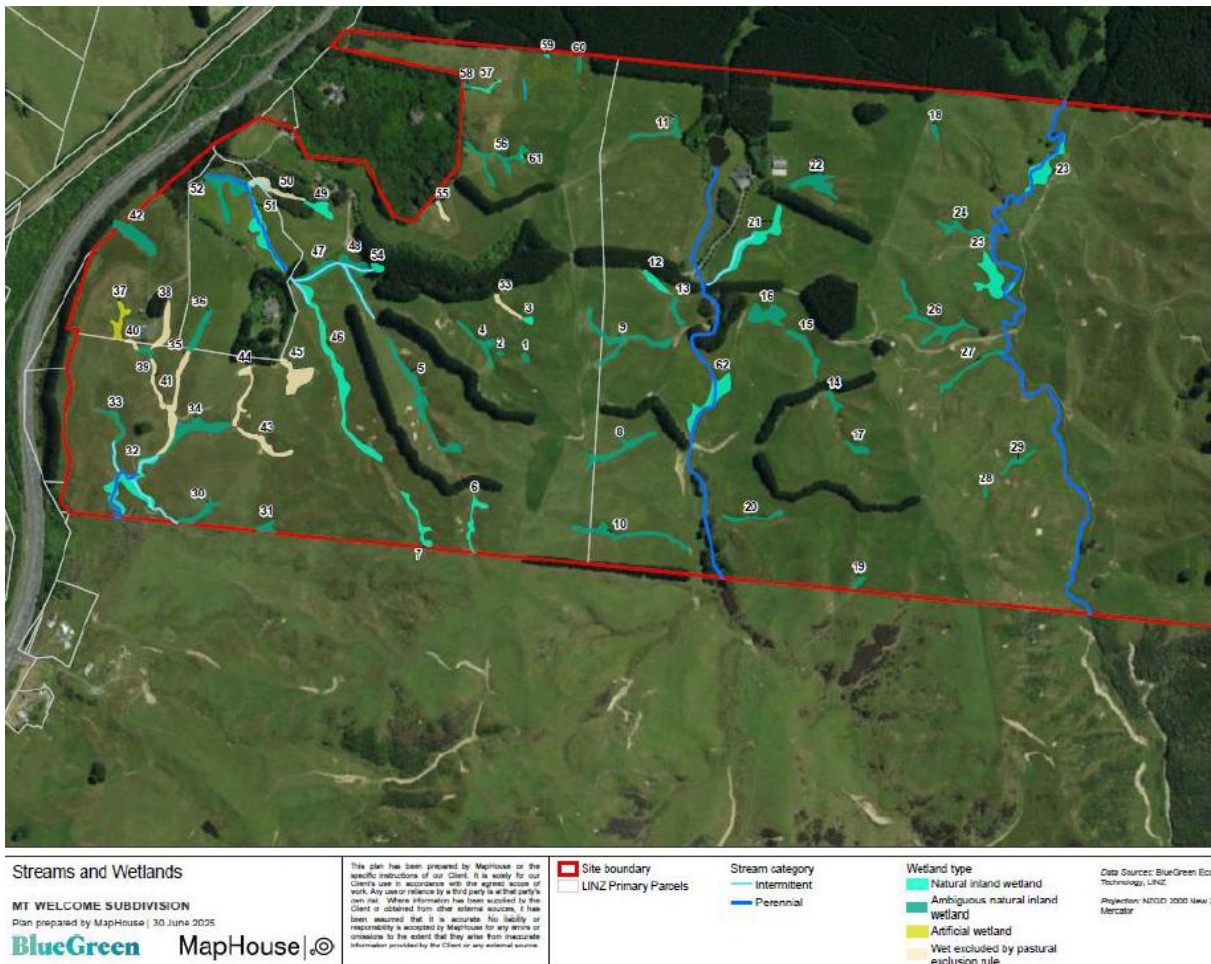 59 60
58 57
11
18
56
61
22
23
52
50
49
51
55
42
21
24
25
47
48
54
12
13
53
3
37
38
36
16
26
40
4
2
1
9
15
35
39
46
5
27
45
44
41
62
14
33
34
43
8
17
32
29
28
30
31
6
20
10
7
19
Streams and Wetlands
MT WELCOME SUBDIVISION
Plan prepared by MapHouse | 30 June 2025
BlueGreen MapHouse
This plan has been prepared by MapHouse on the
specific instructions of our Client. It is solely for our
Client's use in accordance with the agreed scope of
work. Any use or reliance by a third party is at that party's
own risk. Where information has been supplied by the
Client or obtained from other external sources, it has
been assumed that it is accurate. No liability or
responsibility is accepted by MapHouse for any errors or
omissions to the extent that they arise from inaccurate
information provided by the Client or any external source.
Site boundary
LINZ Primary Parcels
Stream category
Intermittent
Perennial
Wetland type
Natural inland wetland
Ambiguous natural inland
wetland
Artificial wetland
Wet excluded by pastural
exclusion rule
Data Sources: BlueGreen Eco
Technology, LINZ
Projection: NZGD 2000 New Z
Mercator